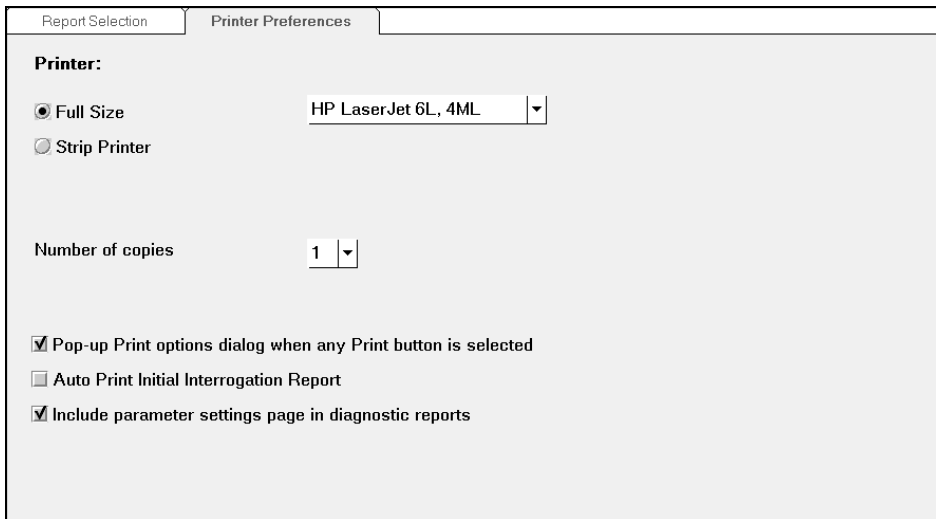 Report Selection
Printer Preferences
Printer:
Full Size
HP LaserJet 6L, 4ML
Strip Printer
Number of copies
1
Pop-up Print options dialog when any Print button is selected
Auto Print Initial Interrogation Report
Include parameter settings page in diagnostic reports